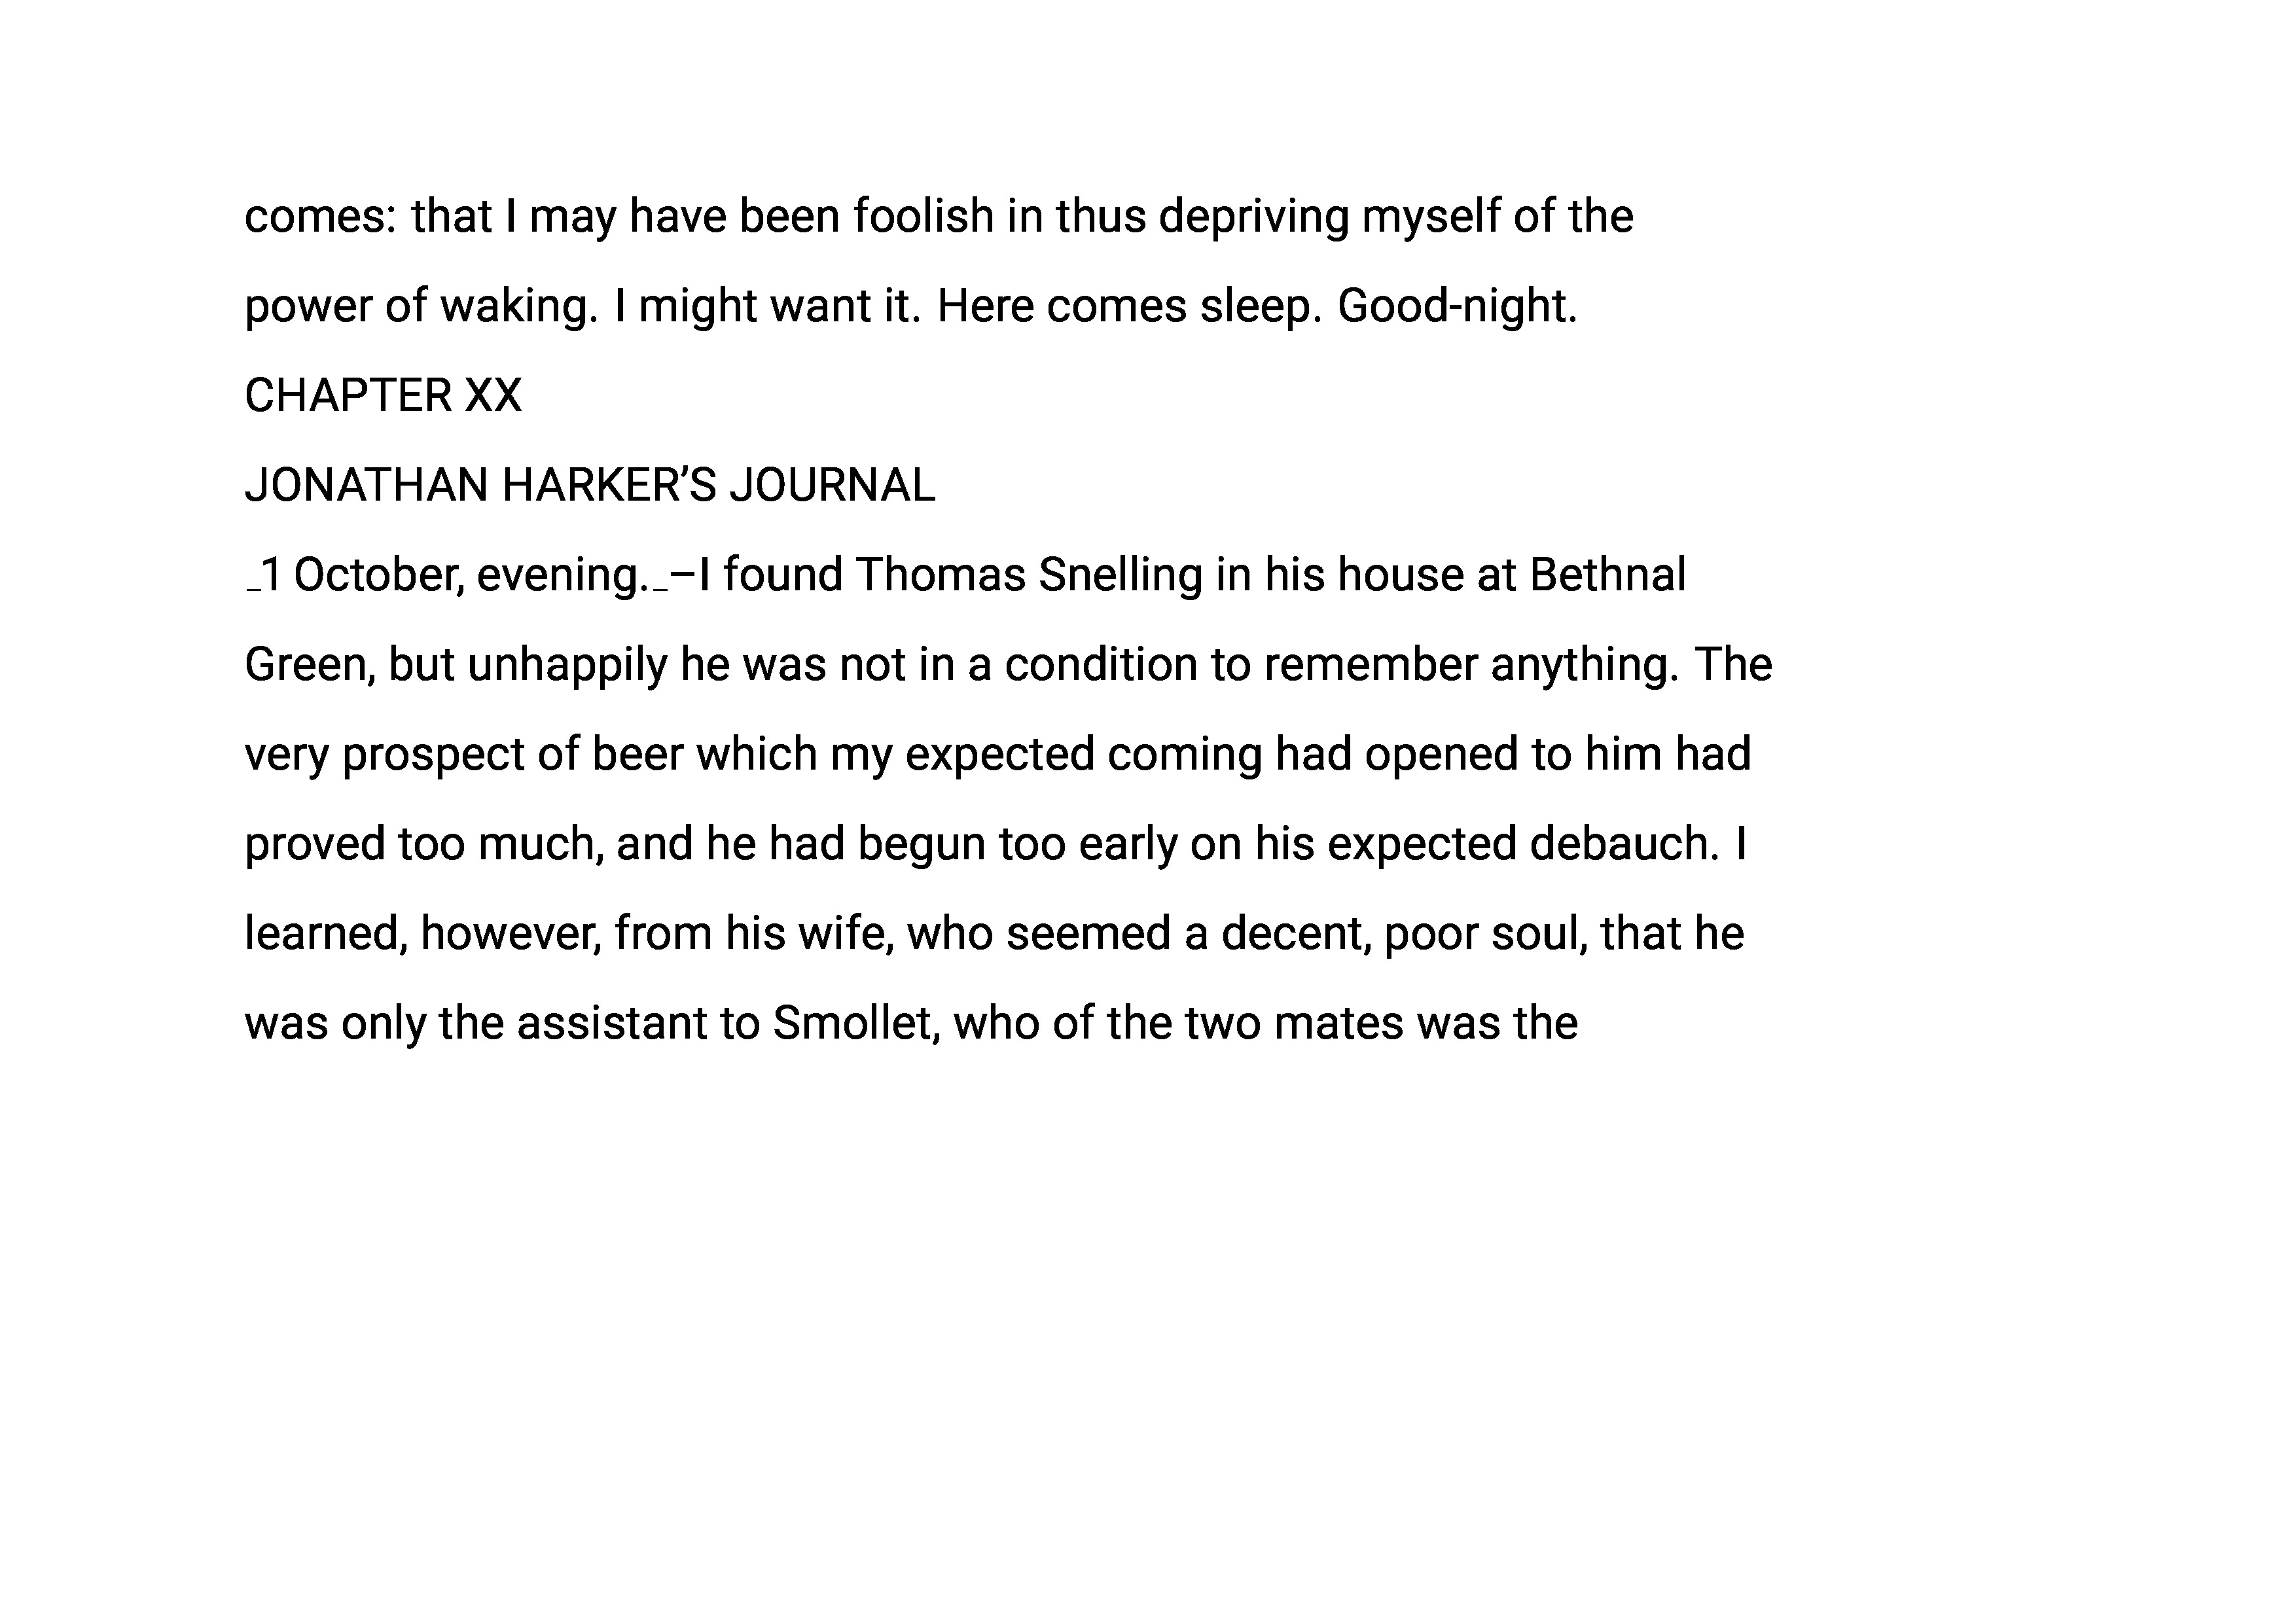 comes: that I may have been foolish in thus depriving myself of the
power of waking. I might want it. Here comes sleep. Good-night.
CHAPTER XX
JONATHAN HARKER’S JOURNAL
_1 October, evening._–I found Thomas Snelling in his house at Bethnal
Green, but unhappily he was not in a condition to remember anything. The
very prospect of beer which my expected coming had opened to him had
proved too much, and he had begun too early on his expected debauch. I
learned, however, from his wife, who seemed a decent, poor soul, that he
was only the assistant to Smollet, who of the two mates was the